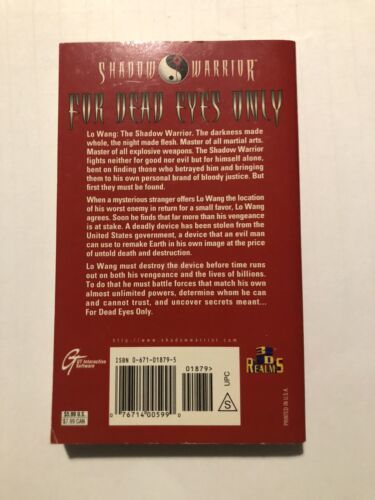 SHADOW WARRIOR
FOR DEAD EYES ONLY
Lo Wang: The Shadow Warrior. The darkness made
whole, the night made flesh. Master of all martial arts.
Master of all explosive weapons. The Shadow Warrior
fights neither for good nor evil but for himself alone,
bent on finding those who betrayed him and bringing
them to his own personal brand of bloody justice. But
first they must be found.
When a mysterious stranger offers Lo Wang the location
of his worst enemy in return for a small favor, Lo Wang
agrees. Soon he finds that far more than his vengeance
is at stake. A deadly device has been stolen from the
United States government, a device that an evil man
can use to remake Earth in his own image at the price
of untold death and destruction.
Lo Wang must destroy the device before time runs
out on both his vengeance and the lives of billions.
To do that he must battle forces that match his own
almost unlimited powers, determine whom he can
and cannot trust, and uncover secrets meant...
For Dead Eyes Only.
http://www.shadowwarrior.com
GT
GT Interactive
Software
ISBN 0-671-01879-5
01879>
0 76714 00599 0
S
UPC
3D
REALMS
PRINTED IN U.S.A.
$5.99 U.S.
$7.99 CAN.